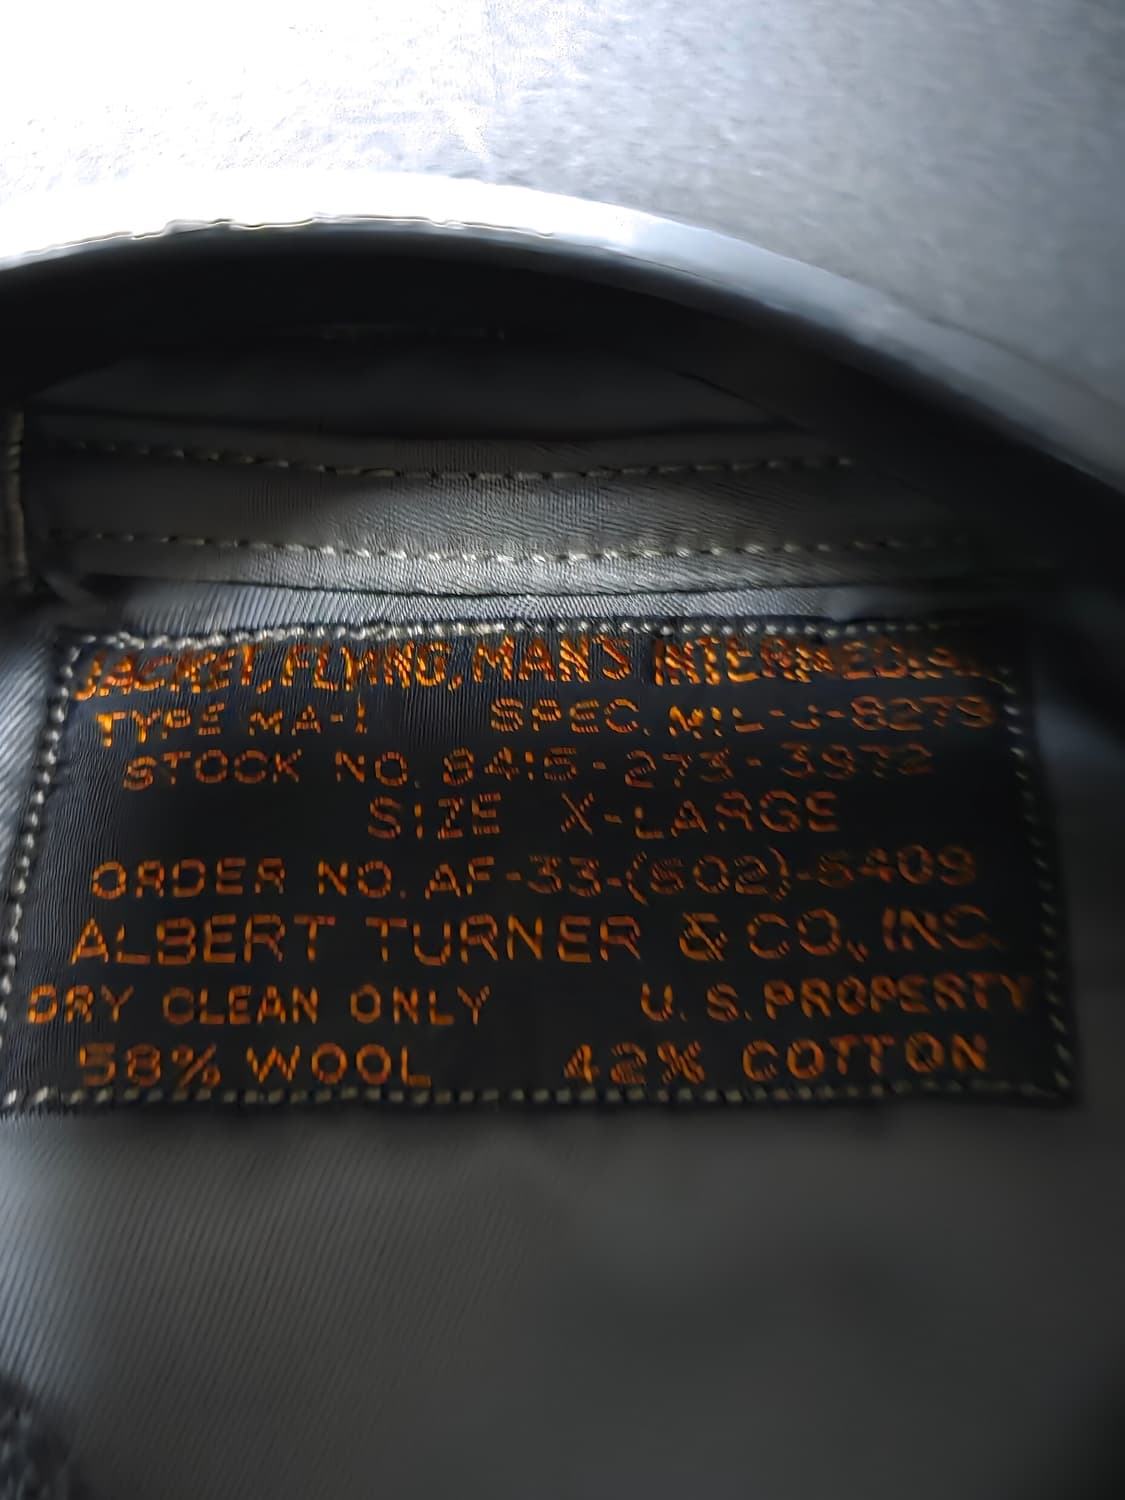 JACKET, FLYING, MAN'S INTERMEDIATE
TYPE MA-1 SPEC. MIL-J-8279
STOCK NO. 8415-273-3972
SIZE X-LARGE
ORDER NO. AF-33-(602)-6409
ALBERT TURNER & CO., INC.
DRY CLEAN ONLY U.S. PROPERTY
58% WOOL 42% COTTON